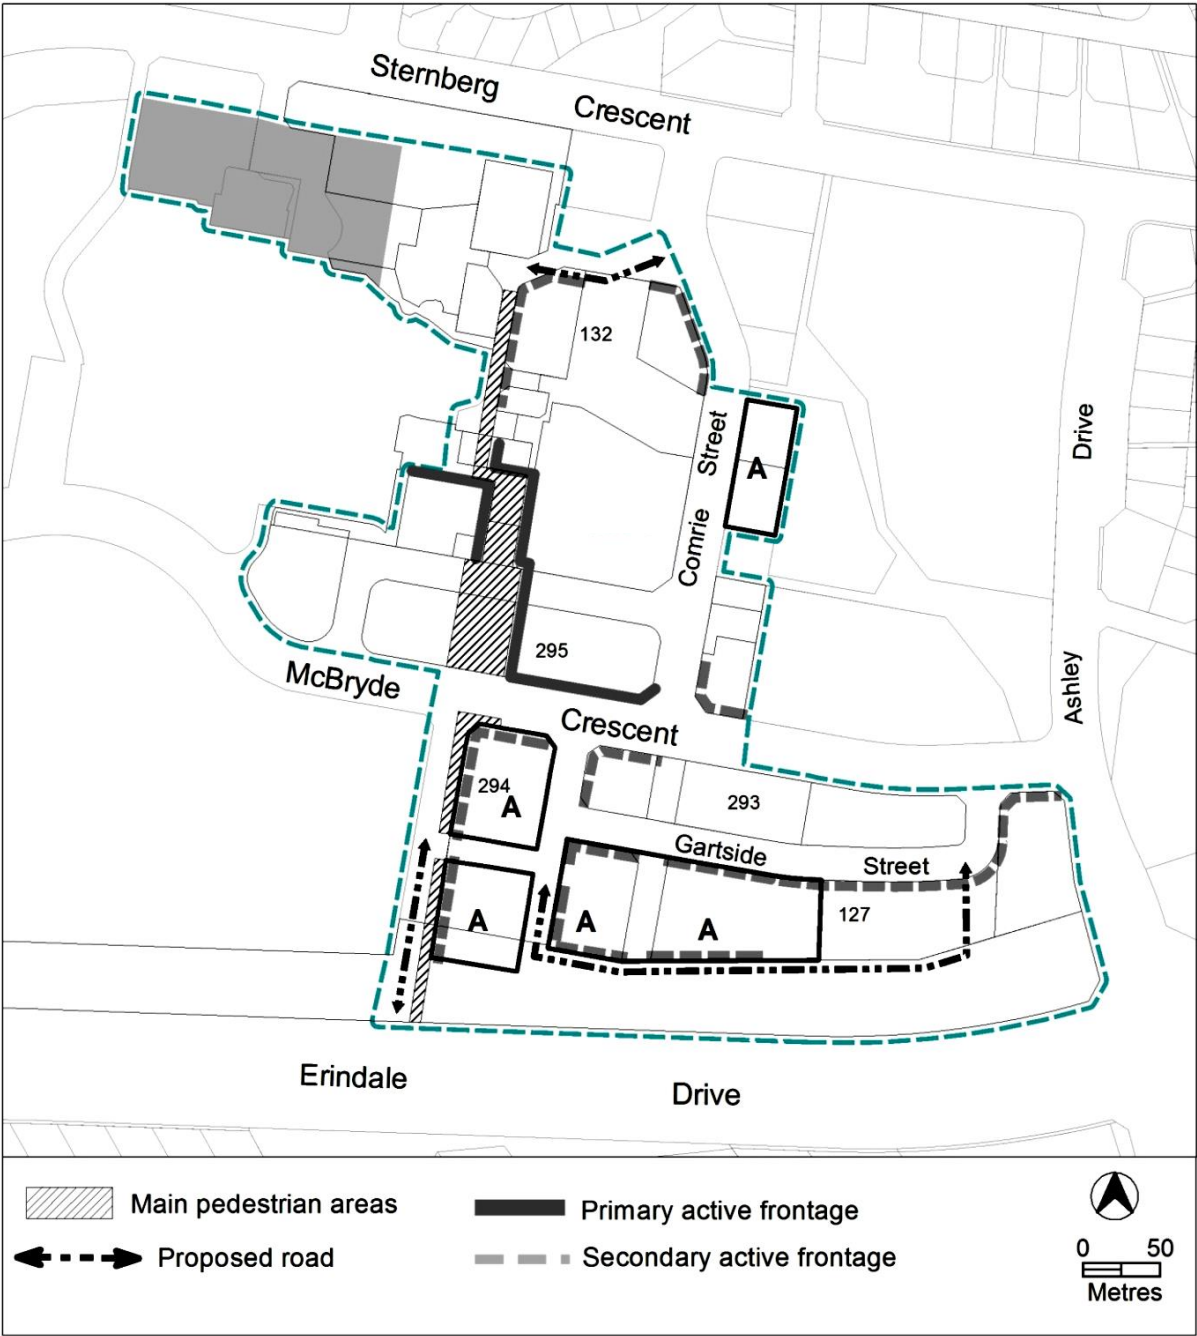 Sternberg Crescent
132
Street
A
Drive
Comrie
295
McBryde
Ashley
Crescent
294
A
293
Gartside Street
A
A
A
127
Erindale Drive
Main pedestrian areas
Primary active frontage
Proposed road
Secondary active frontage
0 50
Metres